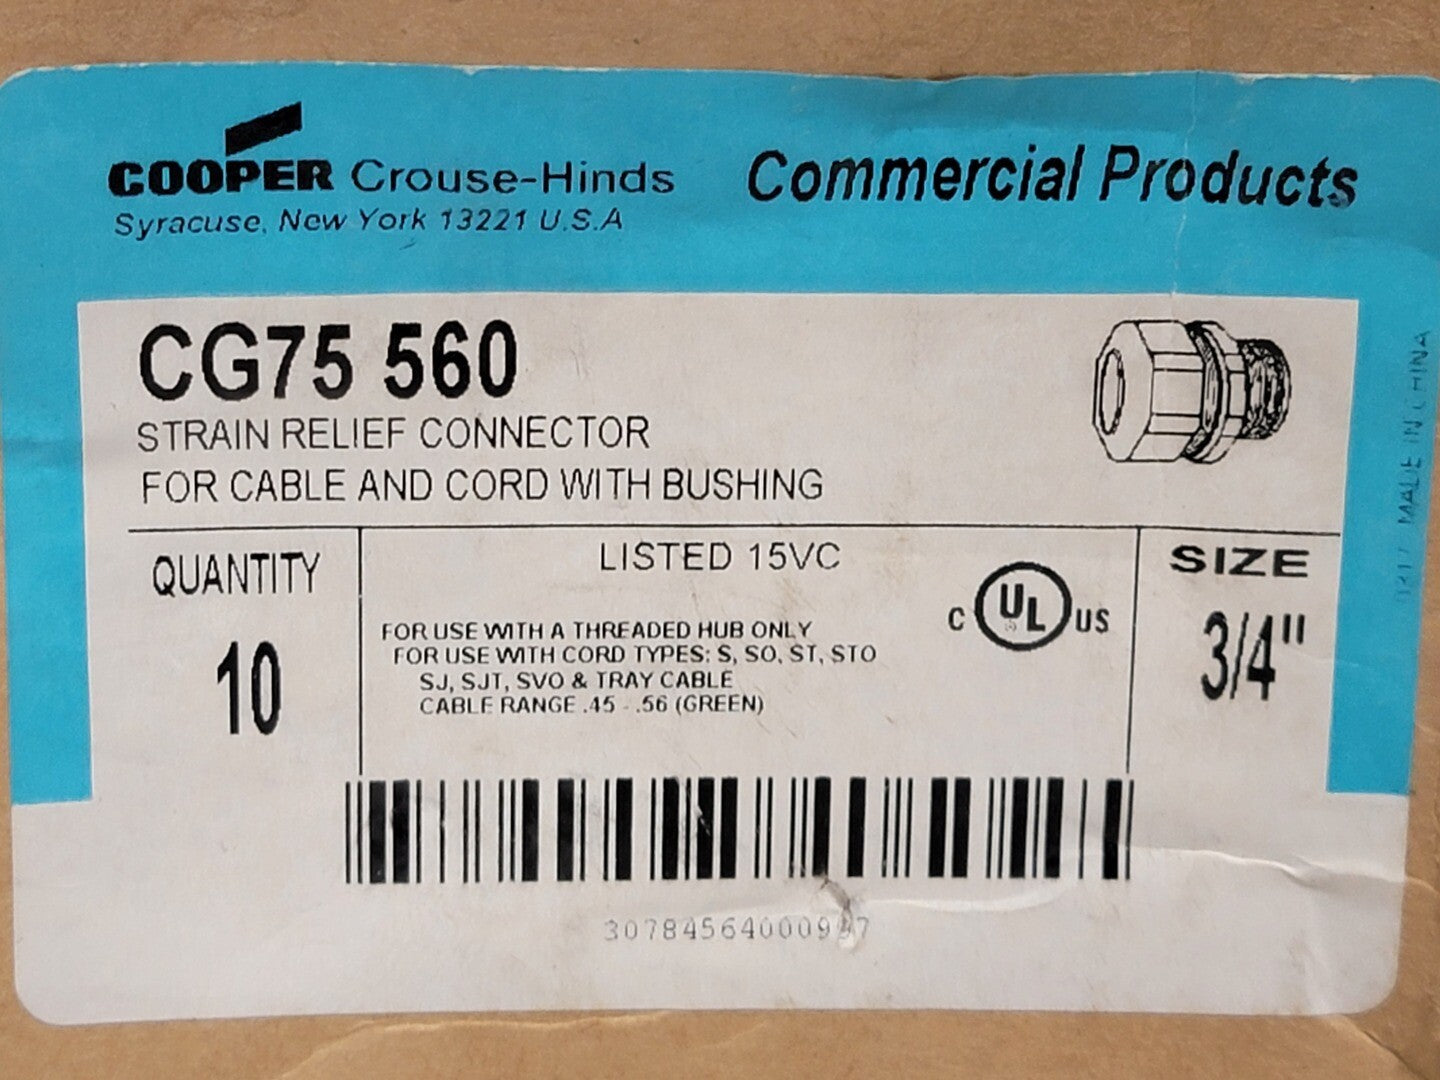 COOPER Crouse-Hinds
Syracuse, New York 13221 U.S.A
Commercial Products
CG75 560
STRAIN RELIEF CONNECTOR
FOR CABLE AND CORD WITH BUSHING
QUANTITY
10
LISTED 15VC
FOR USE WITH A THREADED HUB ONLY
FOR USE WITH CORD TYPES: S, SO, ST, STO
SJ, SJT, SVO & TRAY CABLE
CABLE RANGE .45 - .56 (GREEN)
C UL US
SIZE
3/4"
MADE IN CHINA